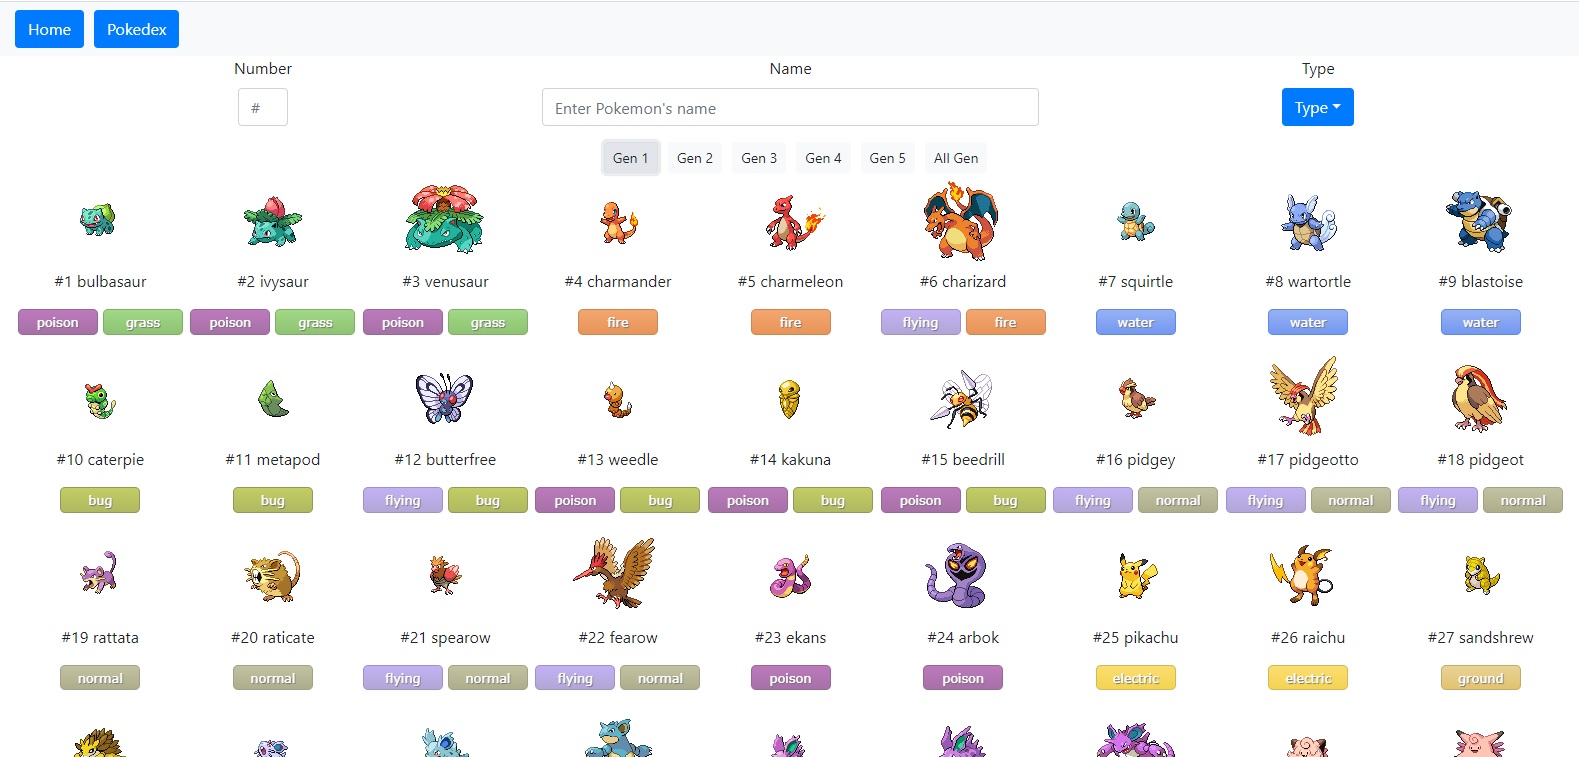 Home Pokedex
Number Name Type
# Enter Pokemon's name Type
Gen 1 Gen 2 Gen 3 Gen 4 Gen 5 All Gen
#1 bulbasaur #2 ivysaur #3 venusaur #4 charmander #5 charmeleon #6 charizard #7 squirtle #8 wartortle #9 blastoise
poison grass poison grass poison grass fire fire flying fire water water water
#10 caterpie #11 metapod #12 butterfree #13 weedle #14 kakuna #15 beedrill #16 pidgey #17 pidgeotto #18 pidgeot
bug bug flying bug poison bug poison bug poison bug flying normal flying normal flying normal
#19 rattata #20 raticate #21 spearow #22 fearow #23 ekans #24 arbok #25 pikachu #26 raichu #27 sandshrew
normal normal flying normal flying normal poison poison electric electric ground